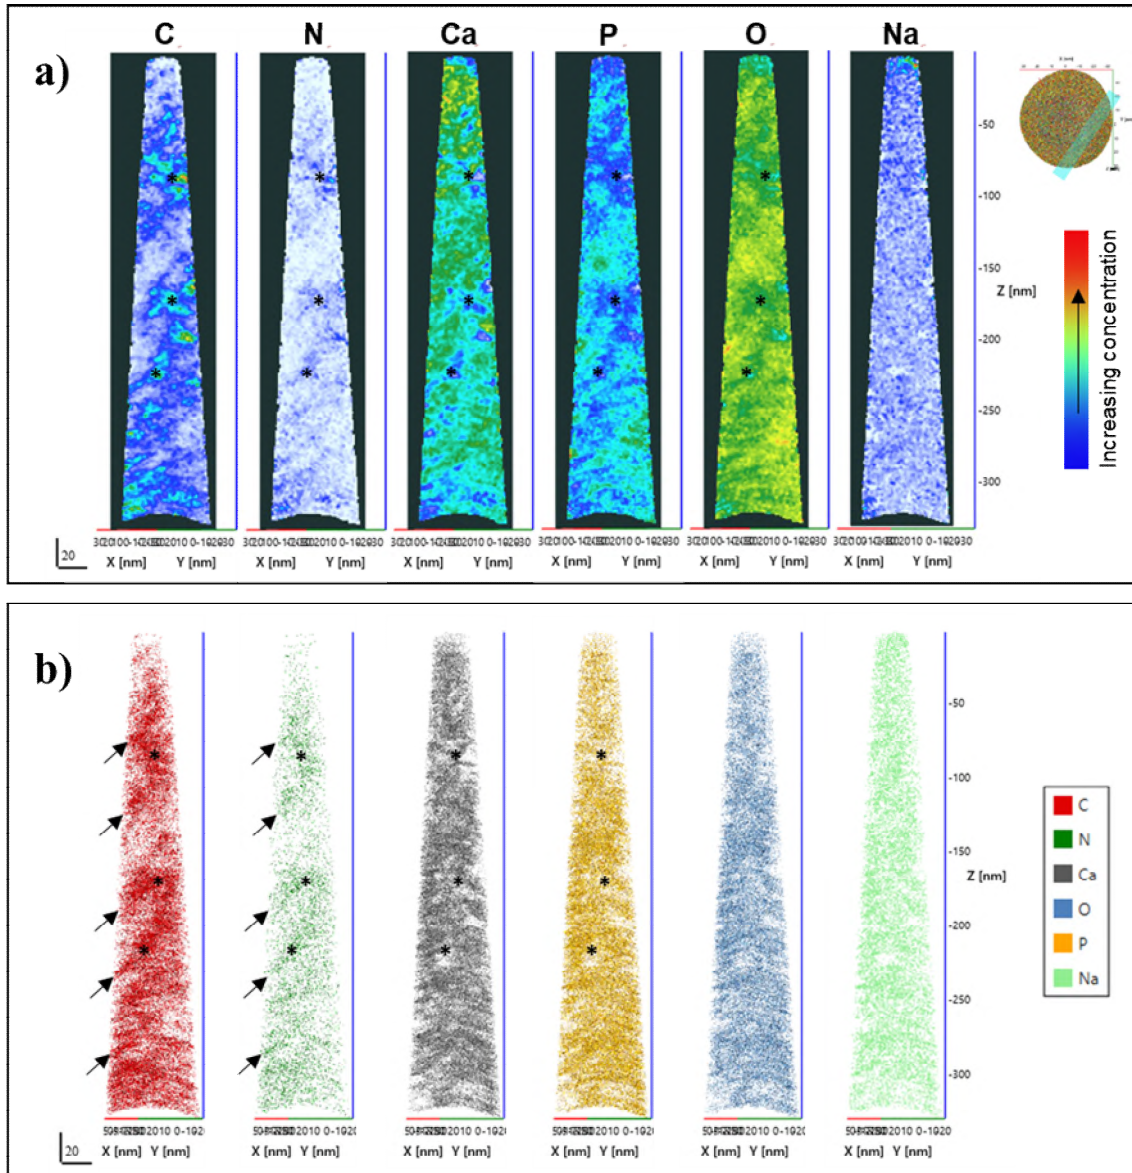 C N Ca P O Na
a)
-50
-100
-150
Z [nm]
-200
-250
-300
Increasing concentration
* * * * *
* * * * *
* * * * *
X [nm] Y [nm] X [nm] Y [nm] X [nm] Y [nm] X [nm] Y [nm] X [nm] Y [nm] X [nm] Y [nm]
20
b)
-50
-100
-150
Z [nm]
-200
-250
-300
* * * *
* * * *
* * * *
C
N
Ca
O
P
Na
X [nm] Y [nm] X [nm] Y [nm] X [nm] Y [nm] X [nm] Y [nm] X [nm] Y [nm] X [nm] Y [nm]
20